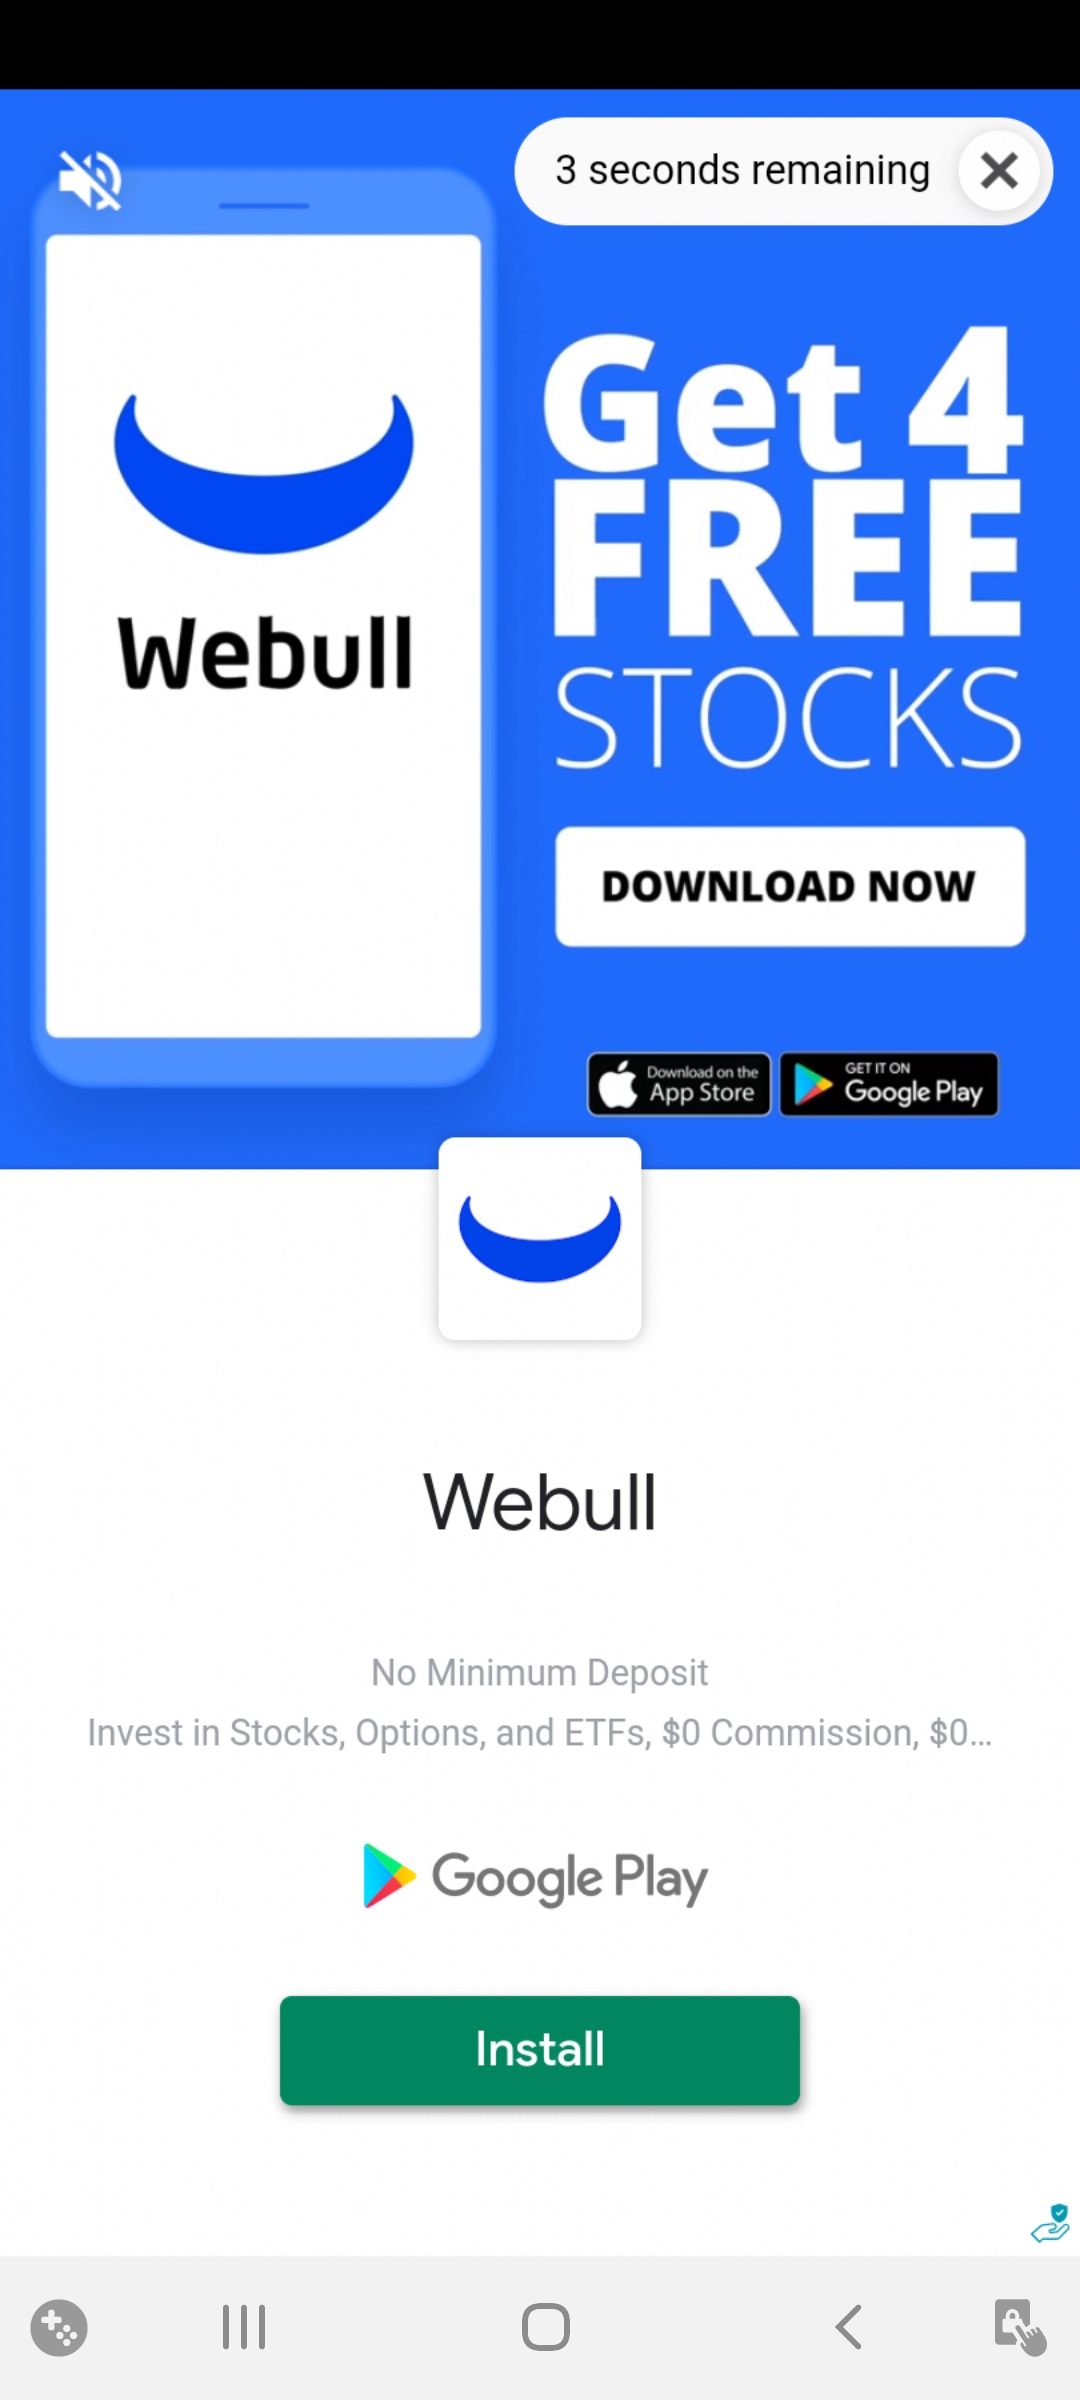 3 seconds remaining
Webull
Get 4
FREE
STOCKS
DOWNLOAD NOW
Download on the
App Store
GET IT ON
Google Play
Webull
No Minimum Deposit
Invest in Stocks, Options, and ETFs, $0 Commission, $0...
Google Play
Install